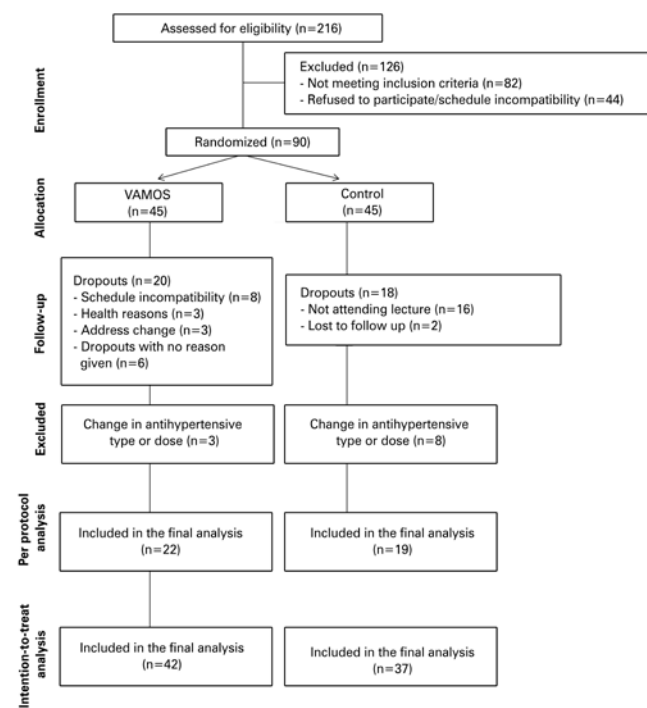 Assessed for eligibility (n=216)
Enrollment
Excluded (n=126)
- Not meeting inclusion criteria (n=82)
- Refused to participate/schedule incompatibility (n=44)
Randomized (n=90)
Allocation
VAMOS
(n=45)
Control
(n=45)
Follow-up
Dropouts (n=20)
- Schedule incompatibility (n=8)
- Health reasons (n=3)
- Address change (n=3)
- Dropouts with no reason
given (n=6)
Dropouts (n=18)
- Not attending lecture (n=16)
- Lost to follow up (n=2)
Excluded
Change in antihypertensive
type or dose (n=3)
Change in antihypertensive
type or dose (n=8)
Per protocol
analysis
Included in the final analysis
(n=22)
Included in the final analysis
(n=19)
Intention-to-treat
analysis
Included in the final analysis
(n=42)
Included in the final analysis
(n=37)